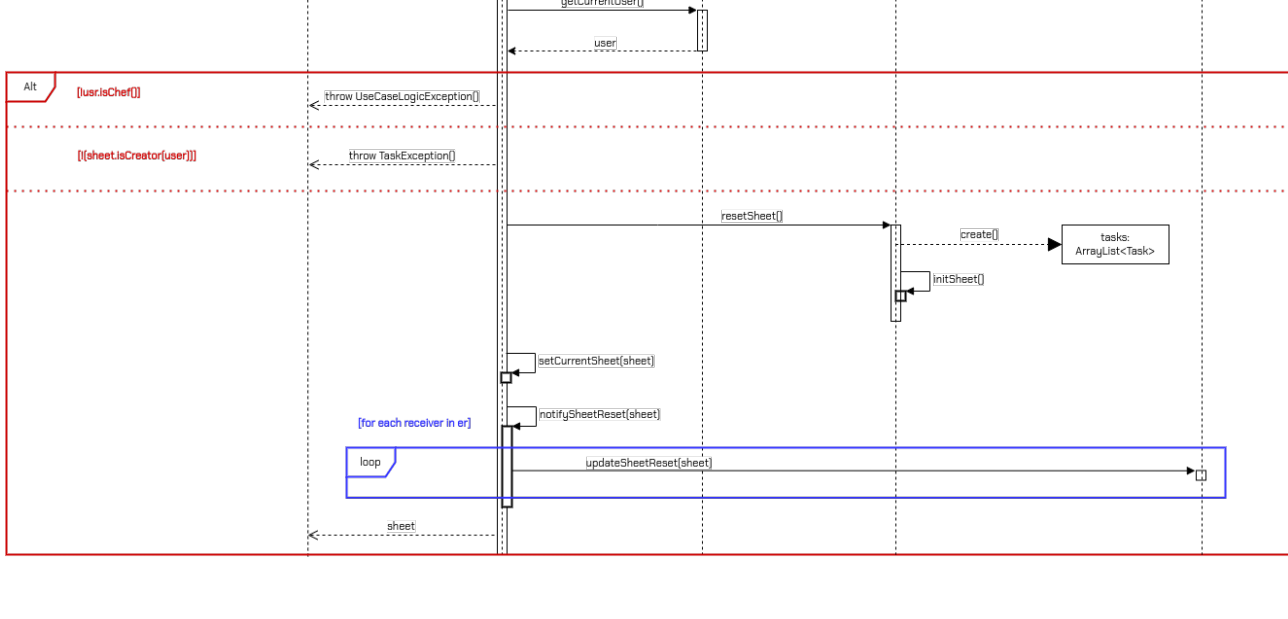 getCurrentUser()
user
Alt
[!usr.isChef()]
throw UseCaseLogicException()
[!(sheet.isCreator(user))]
throw TaskException()
resetSheet()
create()
tasks:
ArrayList<Task>
initSheet()
setCurrentSheet(sheet)
notifySheetReset(sheet)
[for each receiver in er]
loop
updateSheetReset(sheet)
sheet